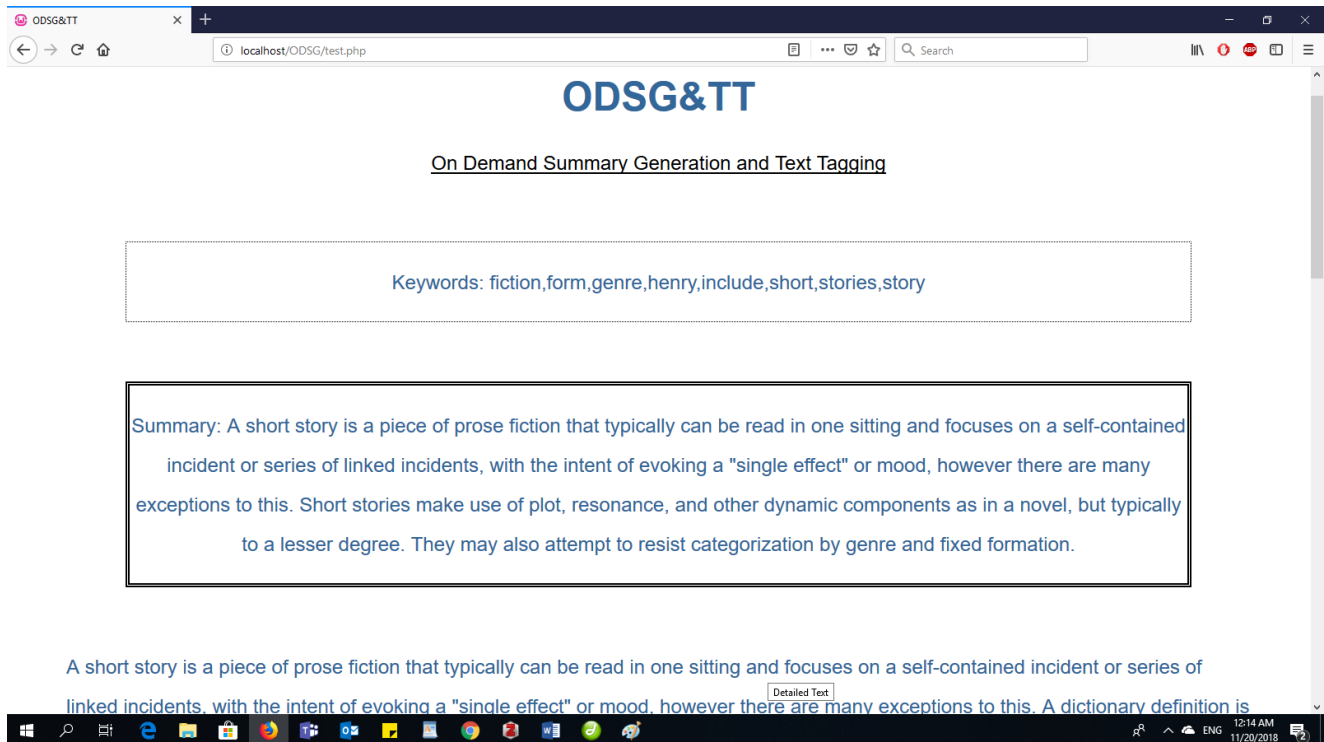 ODSG&TT
localhost/ODSG/test.php
Search
ABP
ODSG&TT
On Demand Summary Generation and Text Tagging
Keywords: fiction,form,genre,henry,include,short,stories,story
Summary: A short story is a piece of prose fiction that typically can be read in one sitting and focuses on a self-contained
incident or series of linked incidents, with the intent of evoking a "single effect" or mood, however there are many
exceptions to this. Short stories make use of plot, resonance, and other dynamic components as in a novel, but typically
to a lesser degree. They may also attempt to resist categorization by genre and fixed formation.
A short story is a piece of prose fiction that typically can be read in one sitting and focuses on a self-contained incident or series of
Detailed Text
linked incidents, with the intent of evoking a "single effect" or mood, however there are many exceptions to this. A dictionary definition is
ENG
12:14 AM
11/20/2018
2